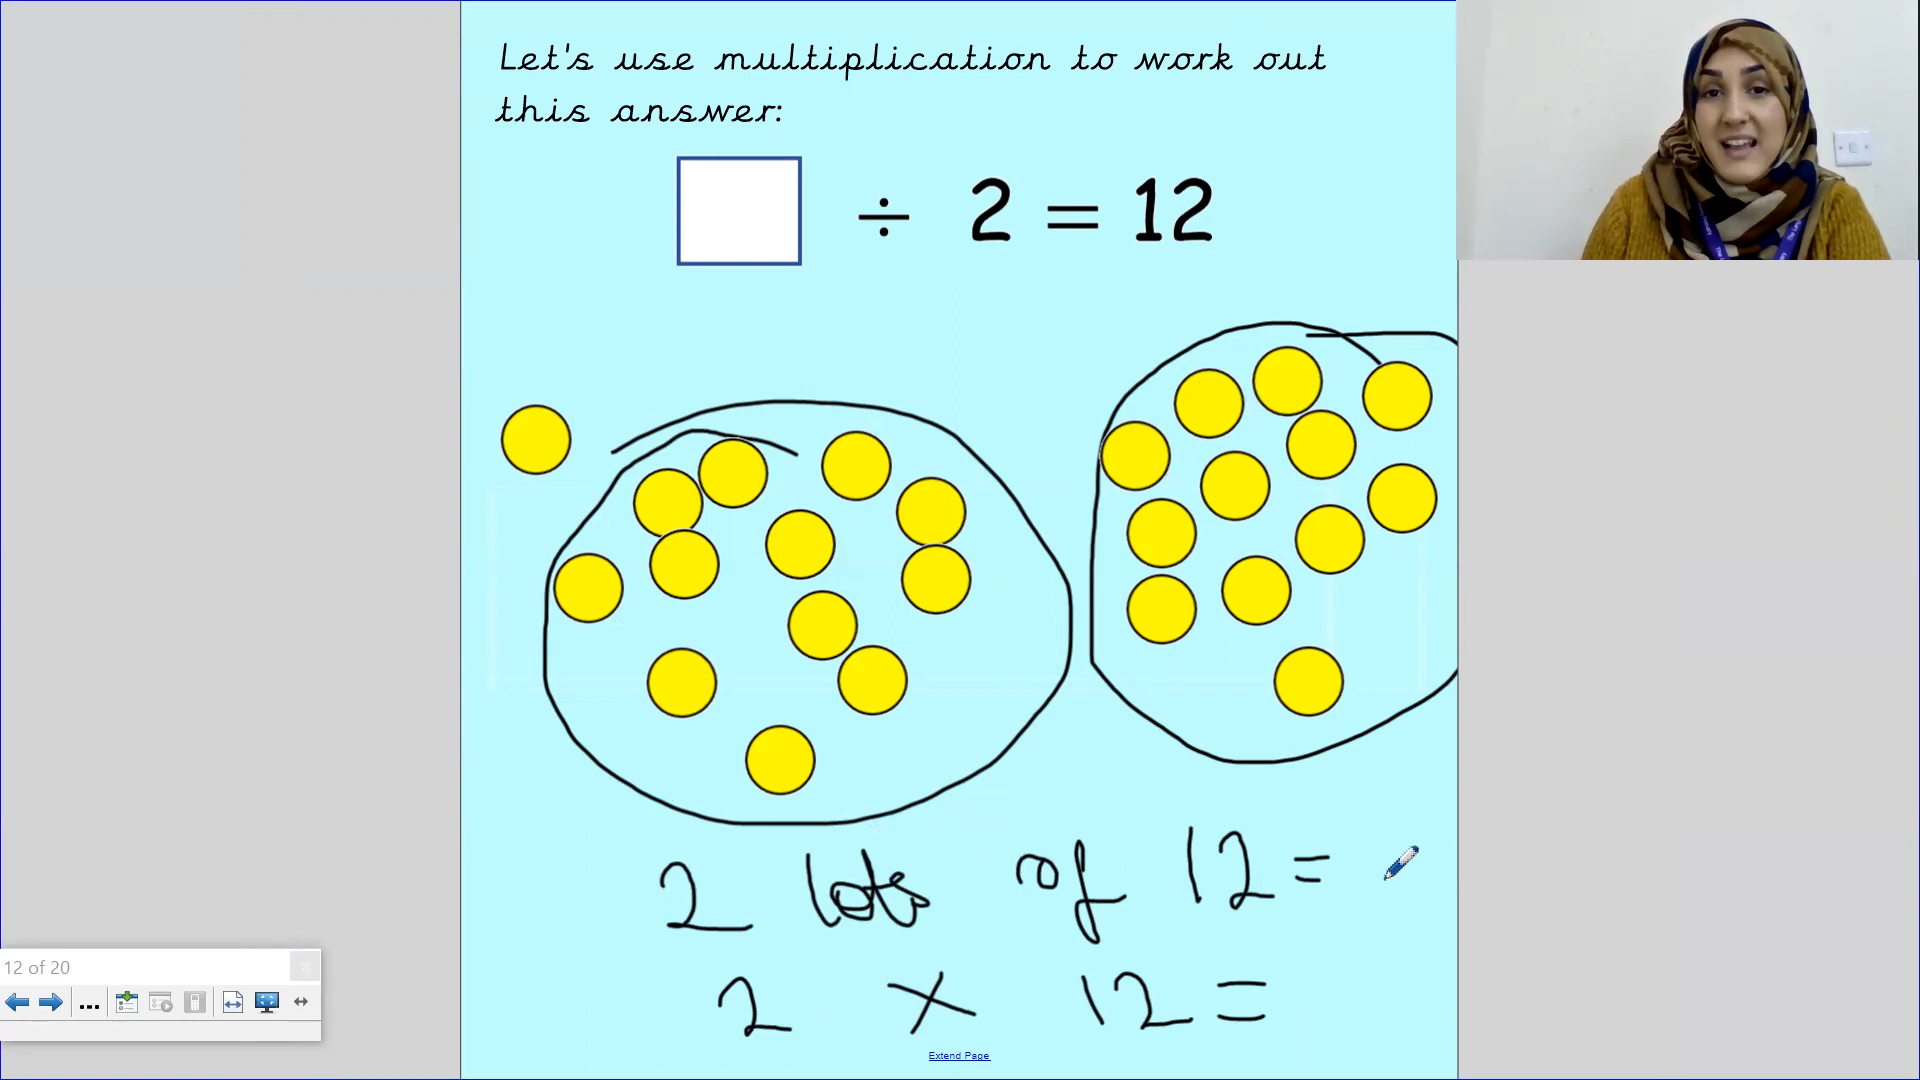 Let's use multiplication to work out
this answer:
÷ 2 = 12
2 lots of 12 =
2 x 12 =
Extend Page
12 of 20
...